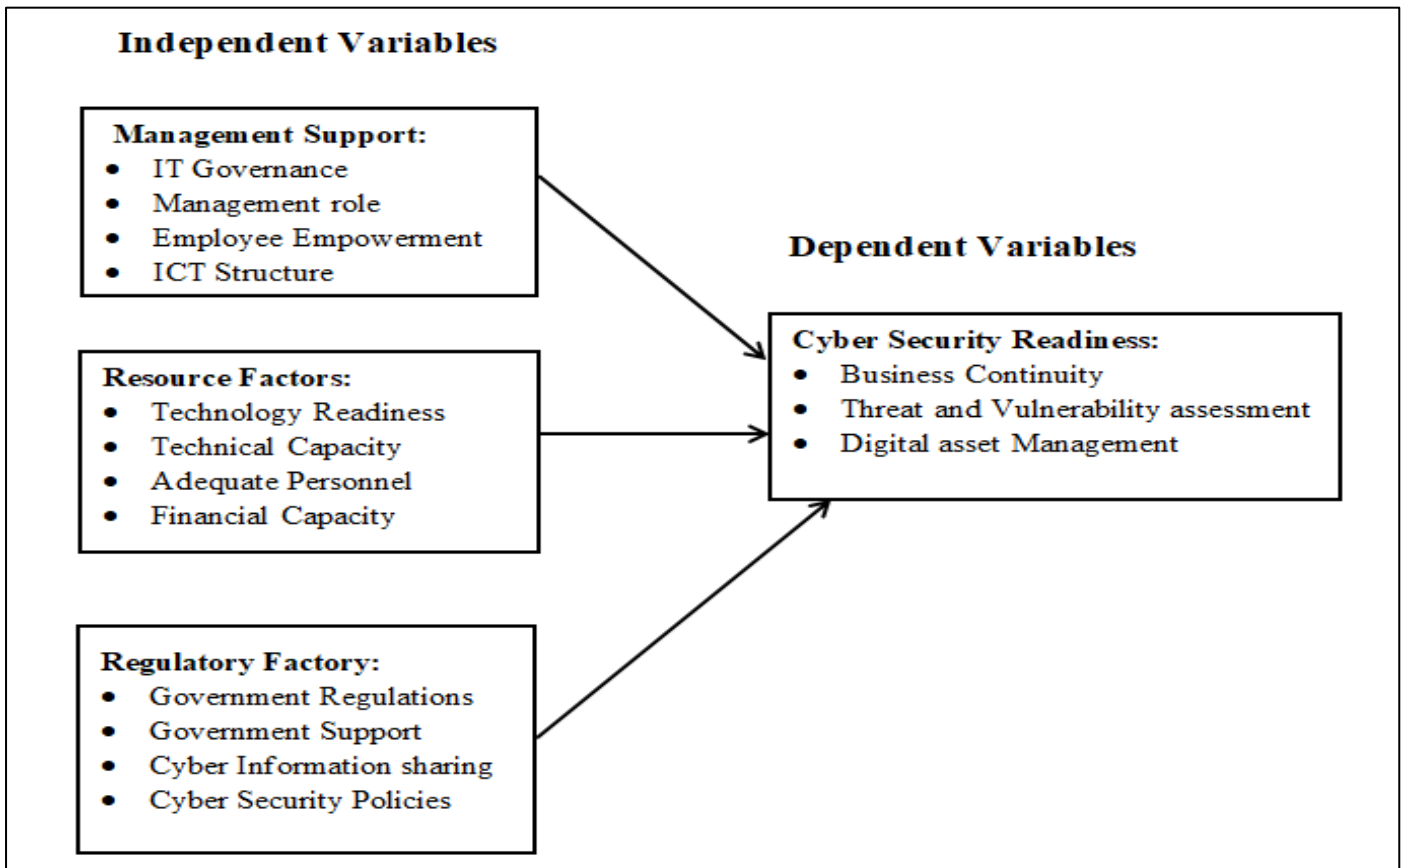 Independent Variables
Management Support:
• IT Governance
• Management role
• Employee Empowerment
• ICT Structure
Resource Factors:
• Technology Readiness
• Technical Capacity
• Adequate Personnel
• Financial Capacity
Regulatory Factory:
• Government Regulations
• Government Support
• Cyber Information sharing
• Cyber Security Policies
Dependent Variables
Cyber Security Readiness:
• Business Continuity
• Threat and Vulnerability assessment
• Digital asset Management